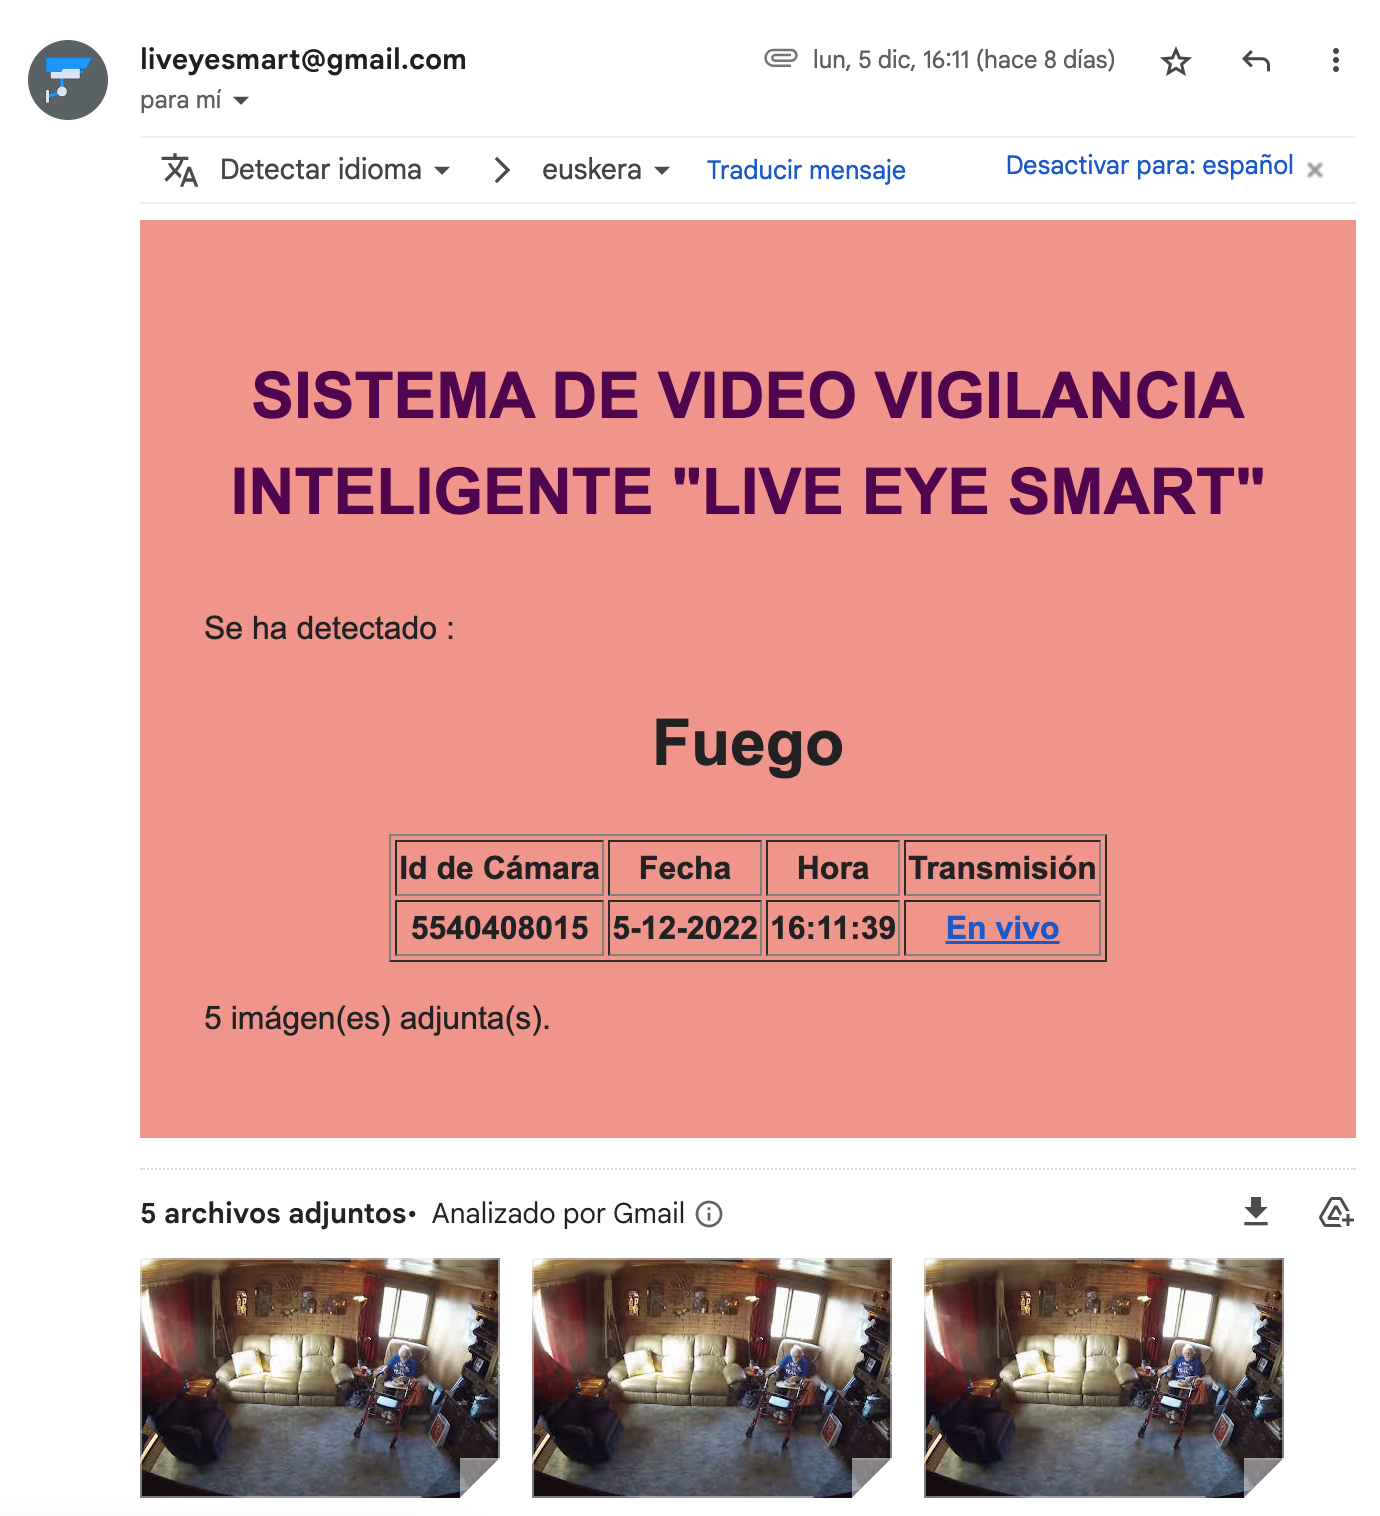 liveyesmart@gmail.com
lun, 5 dic, 16:11 (hace 8 días)
para mí
Detectar idioma
euskera
Traducir mensaje
Desactivar para: español
SISTEMA DE VIDEO VIGILANCIA
INTELIGENTE "LIVE EYE SMART"
Se ha detectado :
Fuego
Id de Cámara Fecha Hora Transmisión
5540408015 5-12-2022 16:11:39 En vivo
5 imágen(es) adjunta(s).
5 archivos adjuntos• Analizado por Gmail